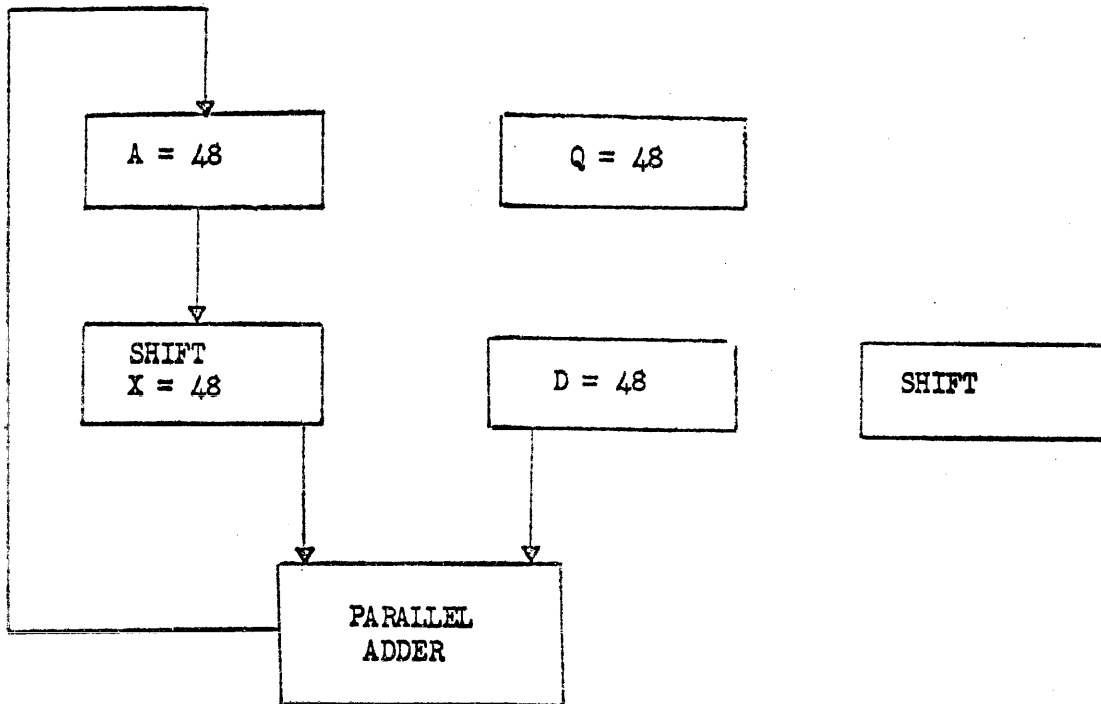 A = 48
Q = 48
SHIFT
X = 48
D = 48
SHIFT
PARALLEL
ADDER